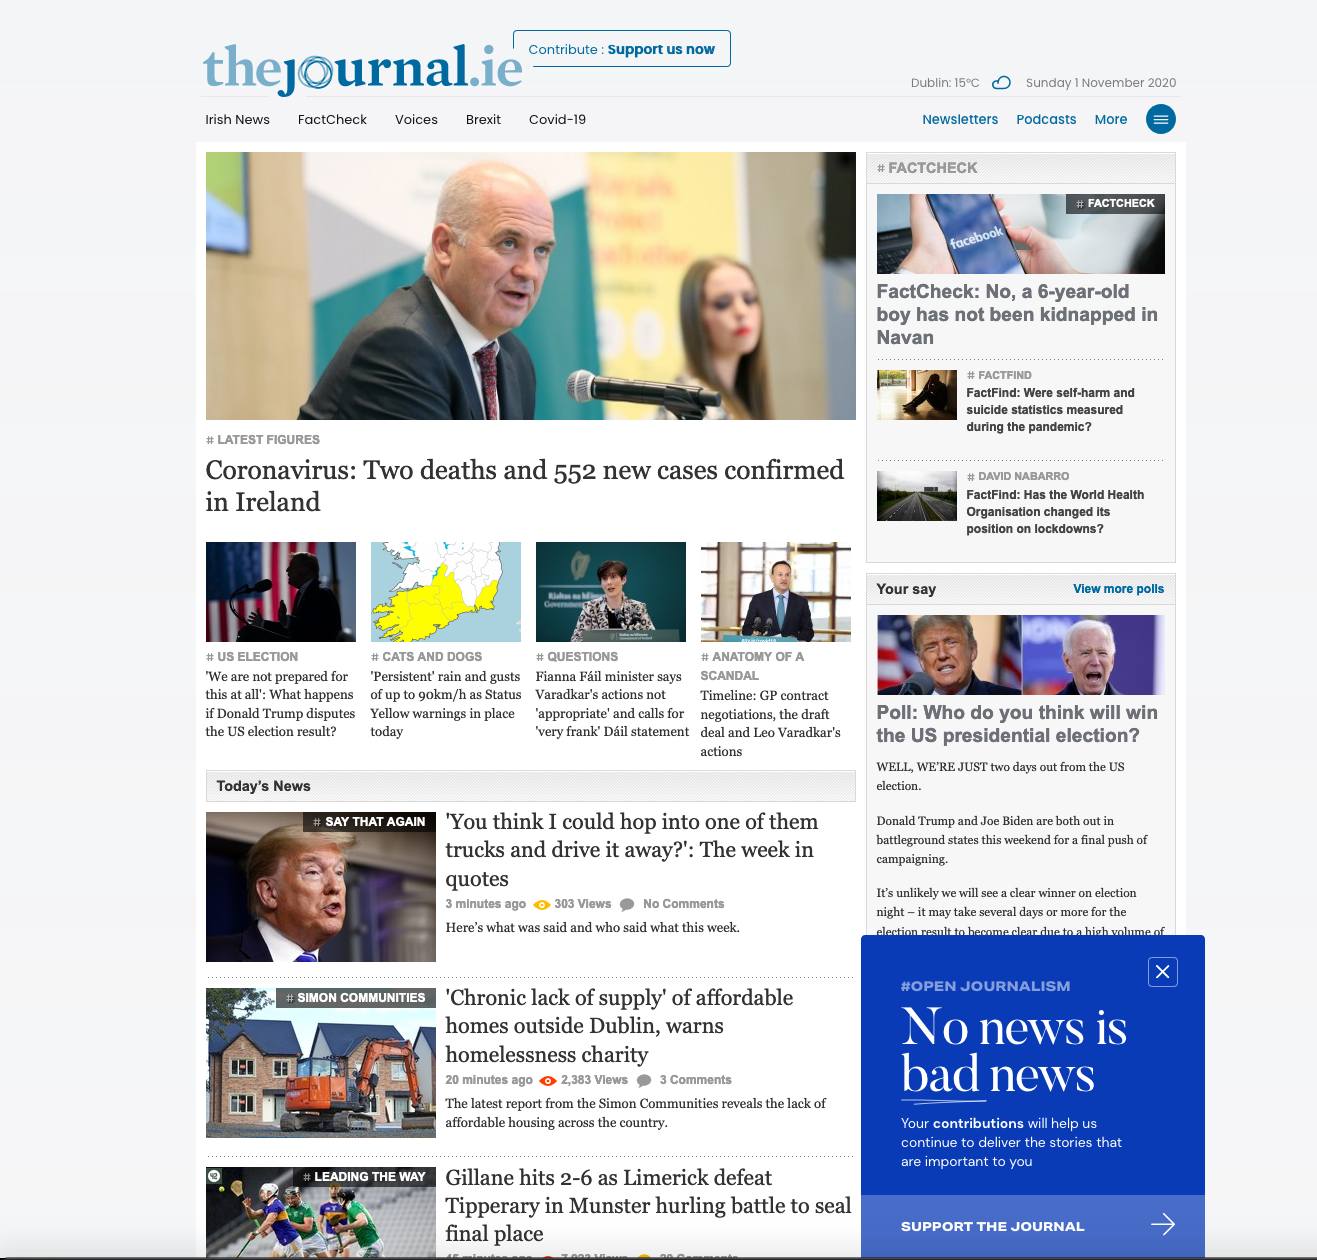 thejournal.ie
Contribute : Support us now
Dublin: 15°C
Sunday 1 November 2020
Irish News
FactCheck
Voices
Brexit
Covid-19
Newsletters
Podcasts
More
# LATEST FIGURES
Coronavirus: Two deaths and 552 new cases confirmed
in Ireland
# US ELECTION
'We are not prepared for
this at all': What happens
if Donald Trump disputes
the US election result?
# CATS AND DOGS
'Persistent' rain and gusts
of up to 90km/h as Status
Yellow warnings in place
today
Rialtas na hÉireann
Government
# QUESTIONS
Fianna Fáil minister says
Varadkar's actions not
'appropriate' and calls for
'very frank' Dáil statement
# ANATOMY OF A
SCANDAL
Timeline: GP contract
negotiations, the draft
deal and Leo Varadkar's
actions
Today's News
# SAY THAT AGAIN
'You think I could hop into one of them
trucks and drive it away?': The week in
quotes
3 minutes ago 303 Views No Comments
Here's what was said and who said what this week.
# SIMON COMMUNITIES
'Chronic lack of supply' of affordable
homes outside Dublin, warns
homelessness charity
20 minutes ago 2,383 Views 3 Comments
The latest report from the Simon Communities reveals the lack of
affordable housing across the country.
# LEADING THE WAY
Gillane hits 2-6 as Limerick defeat
Tipperary in Munster hurling battle to seal
final place
# FACTCHECK
facebook
# FACTCHECK
FactCheck: No, a 6-year-old
boy has not been kidnapped in
Navan
# FACTFIND
FactFind: Were self-harm and
suicide statistics measured
during the pandemic?
# DAVID NABARRO
FactFind: Has the World Health
Organisation changed its
position on lockdowns?
Your say
View more polls
Poll: Who do you think will win
the US presidential election?
WELL, WE'RE JUST two days out from the US
election.
Donald Trump and Joe Biden are both out in
battleground states this weekend for a final push of
campaigning.
It's unlikely we will see a clear winner on election
night – it may take several days or more for the
election result to become clear due to a high volume of
#OPEN JOURNALISM
No news is
bad news
Your contributions will help us
continue to deliver the stories that
are important to you
SUPPORT THE JOURNAL